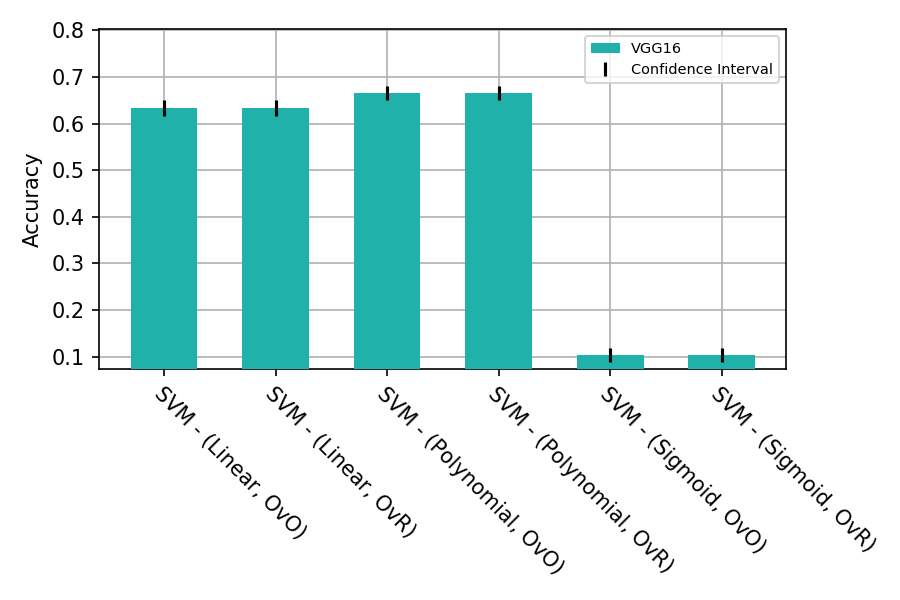 0.8
0.7
0.6
0.5
0.4
0.3
0.2
0.1
Accuracy
VGG16
Confidence Interval
SVM - (Linear, OvO)
SVM - (Linear, OvR)
SVM - (Polynomial, OvO)
SVM - (Polynomial, OvR)
SVM - (Sigmoid, OvO)
SVM - (Sigmoid, OvR)